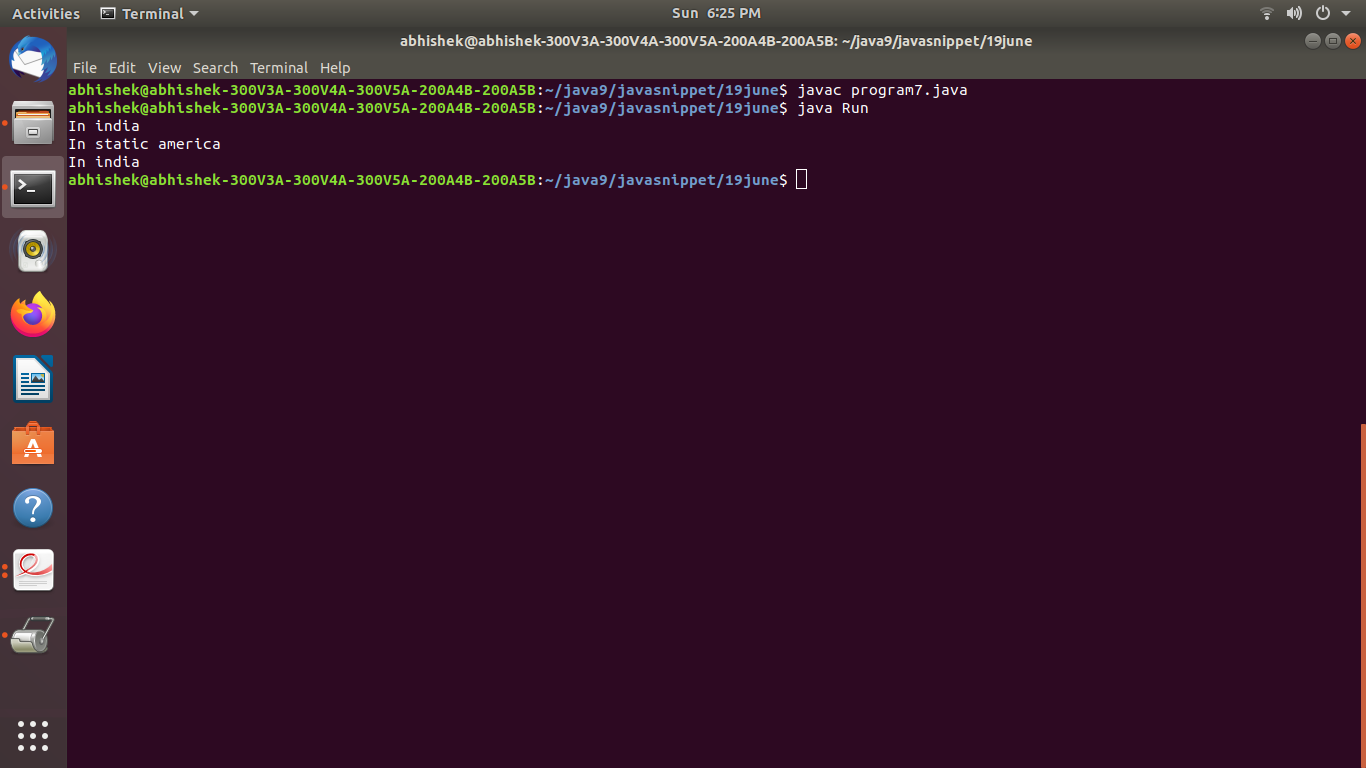 Activities Terminal Sun 6:25 PM
abhishek@abhishek-300V3A-300V4A-300V5A-200A4B-200A5B: ~/java9/javasnippet/19june
File Edit View Search Terminal Help
abhishek@abhishek-300V3A-300V4A-300V5A-200A4B-200A5B:~/java9/javasnippet/19june$ javac program7.java
abhishek@abhishek-300V3A-300V4A-300V5A-200A4B-200A5B:~/java9/javasnippet/19june$ java Run
In india
In static america
In india
abhishek@abhishek-300V3A-300V4A-300V5A-200A4B-200A5B:~/java9/javasnippet/19june$